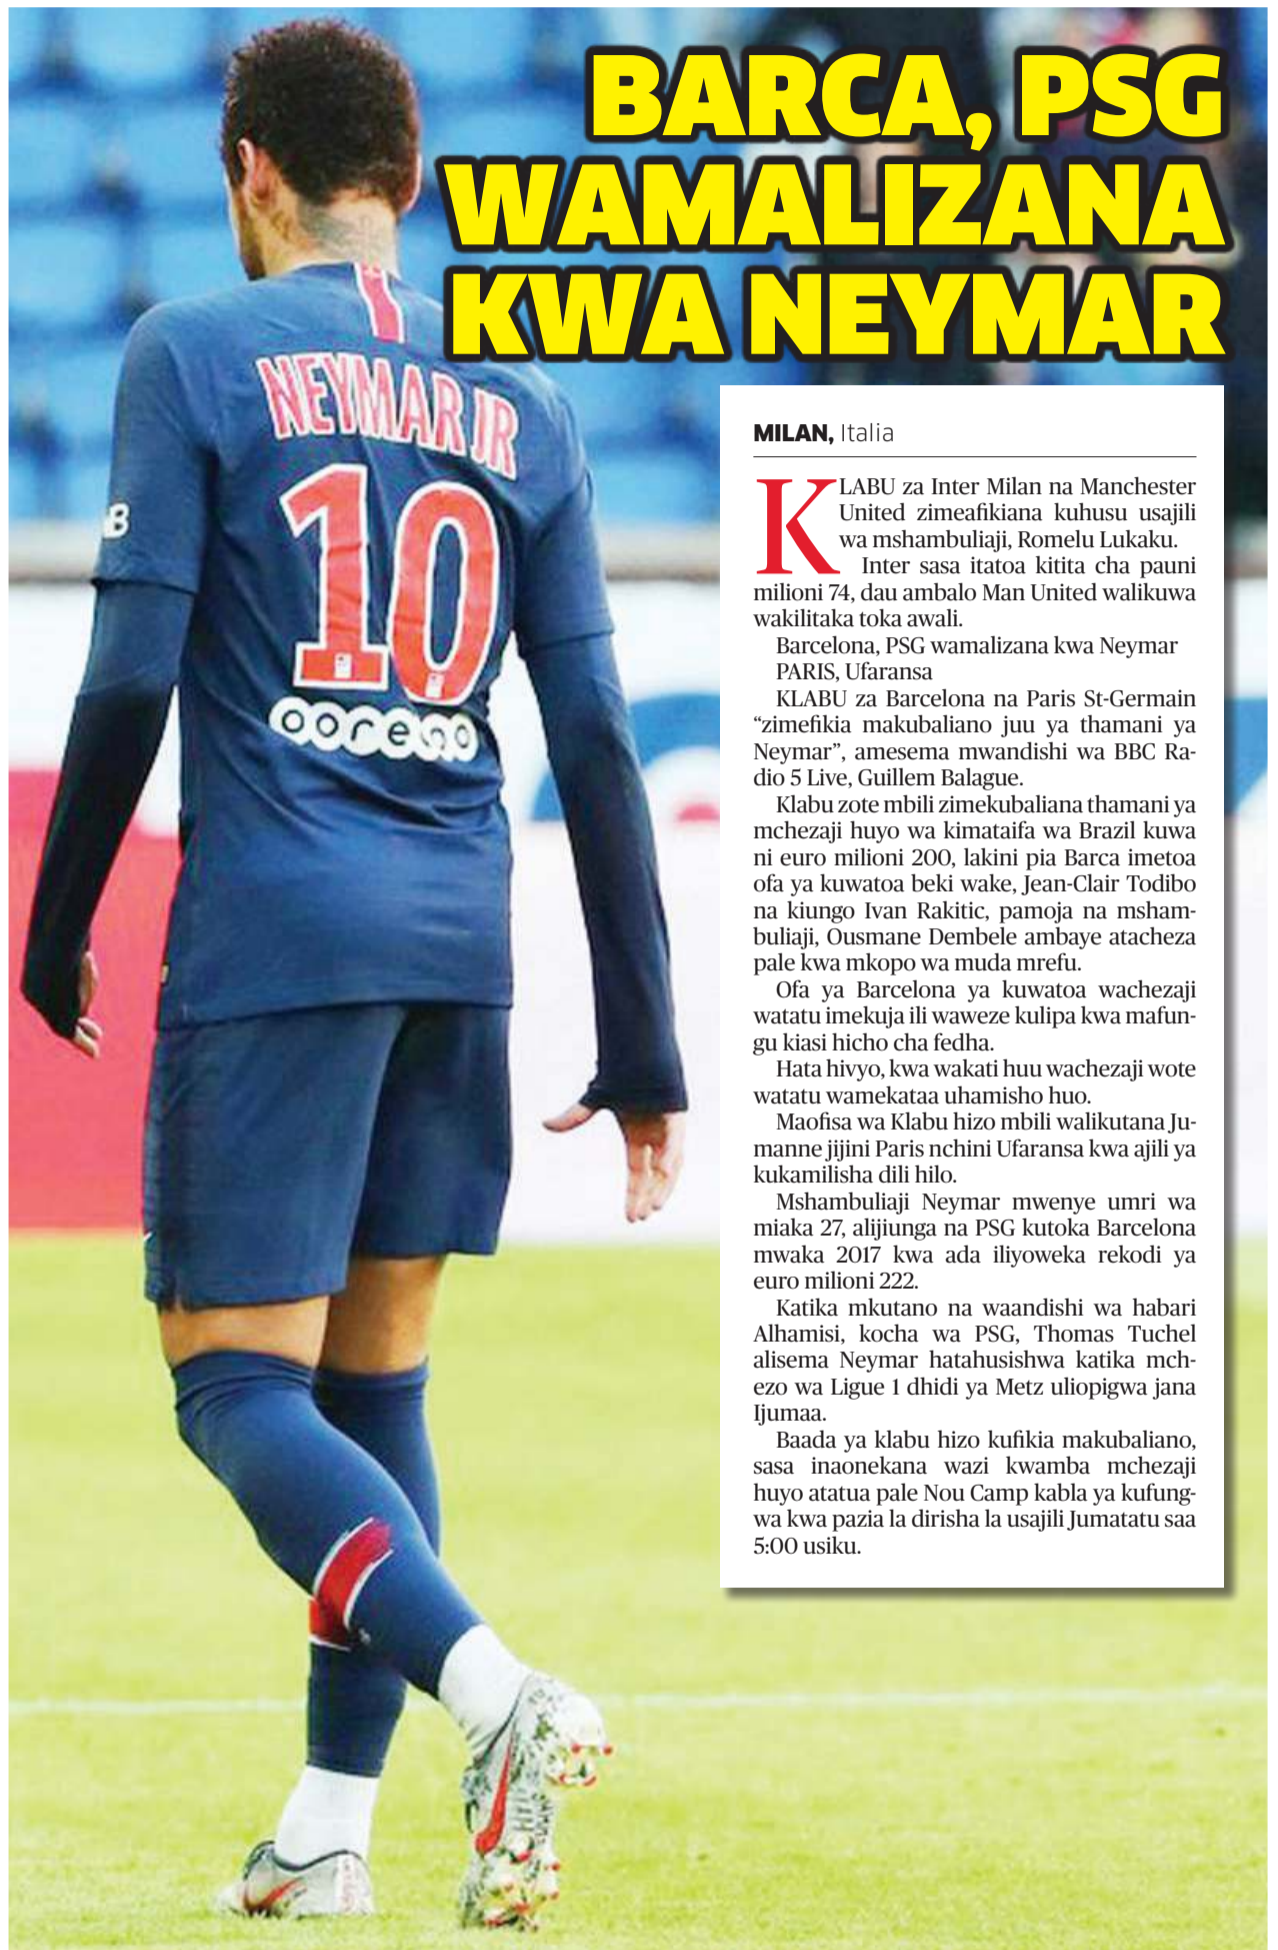 BARCA, PSG
WAMALIZANA
KWA NEYMAR
NEYMAR JR
10
ooredoo
MILAN, Italia
KLABU za Inter Milan na Manchester
United zimeafikiana kuhusu usajili
wa mshambuliaji, Romelu Lukaku.
Inter sasa itatoa kitita cha pauni
milioni 74, dau ambalo Man United walikuwa
wakilitaka toka awali.
Barcelona, PSG wamalizana kwa Neymar
PARIS, Ufaransa
KLABU za Barcelona na Paris St-Germain
“zimefikia makubaliano juu ya thamani ya
Neymar”, amesema mwandishi wa BBC Ra-
dio 5 Live, Guillem Balague.
Klabu zote mbili zimekubaliana thamani ya
mchezaji huyo wa kimataifa wa Brazil kuwa
ni euro milioni 200, lakini pia Barca imetoa
ofa ya kuwatoa beki wake, Jean-Clair Todibo
na kiungo Ivan Rakitic, pamoja na msham-
buliaji, Ousmane Dembele ambaye atacheza
pale kwa mkopo wa muda mrefu.
Ofa ya Barcelona ya kuwatoa wachezaji
watatu imekuja ili waweze kulipa kwa mafun-
gu kiasi hicho cha fedha.
Hata hivyo, kwa wakati huu wachezaji wote
watatu wamekataa uhamisho huo.
Maofisa wa Klabu hizo mbili walikutana Ju-
manne jijini Paris nchini Ufaransa kwa ajili ya
kukamilisha dili hilo.
Mshambuliaji Neymar mwenye umri wa
miaka 27, alijiunga na PSG kutoka Barcelona
mwaka 2017 kwa ada iliyoweka rekodi ya
euro milioni 222.
Katika mkutano na waandishi wa habari
Alhamisi, kocha wa PSG, Thomas Tuchel
alisema Neymar hatahusishwa katika mch-
ezo wa Ligue 1 dhidi ya Metz uliopigwa jana
Ijumaa.
Baada ya klabu hizo kufikia makubaliano,
sasa inaonekana wazi kwamba mchezaji
huyo atatua pale Nou Camp kabla ya kufung-
wa kwa pazia la dirisha la usajili Jumatatu saa
5:00 usiku.